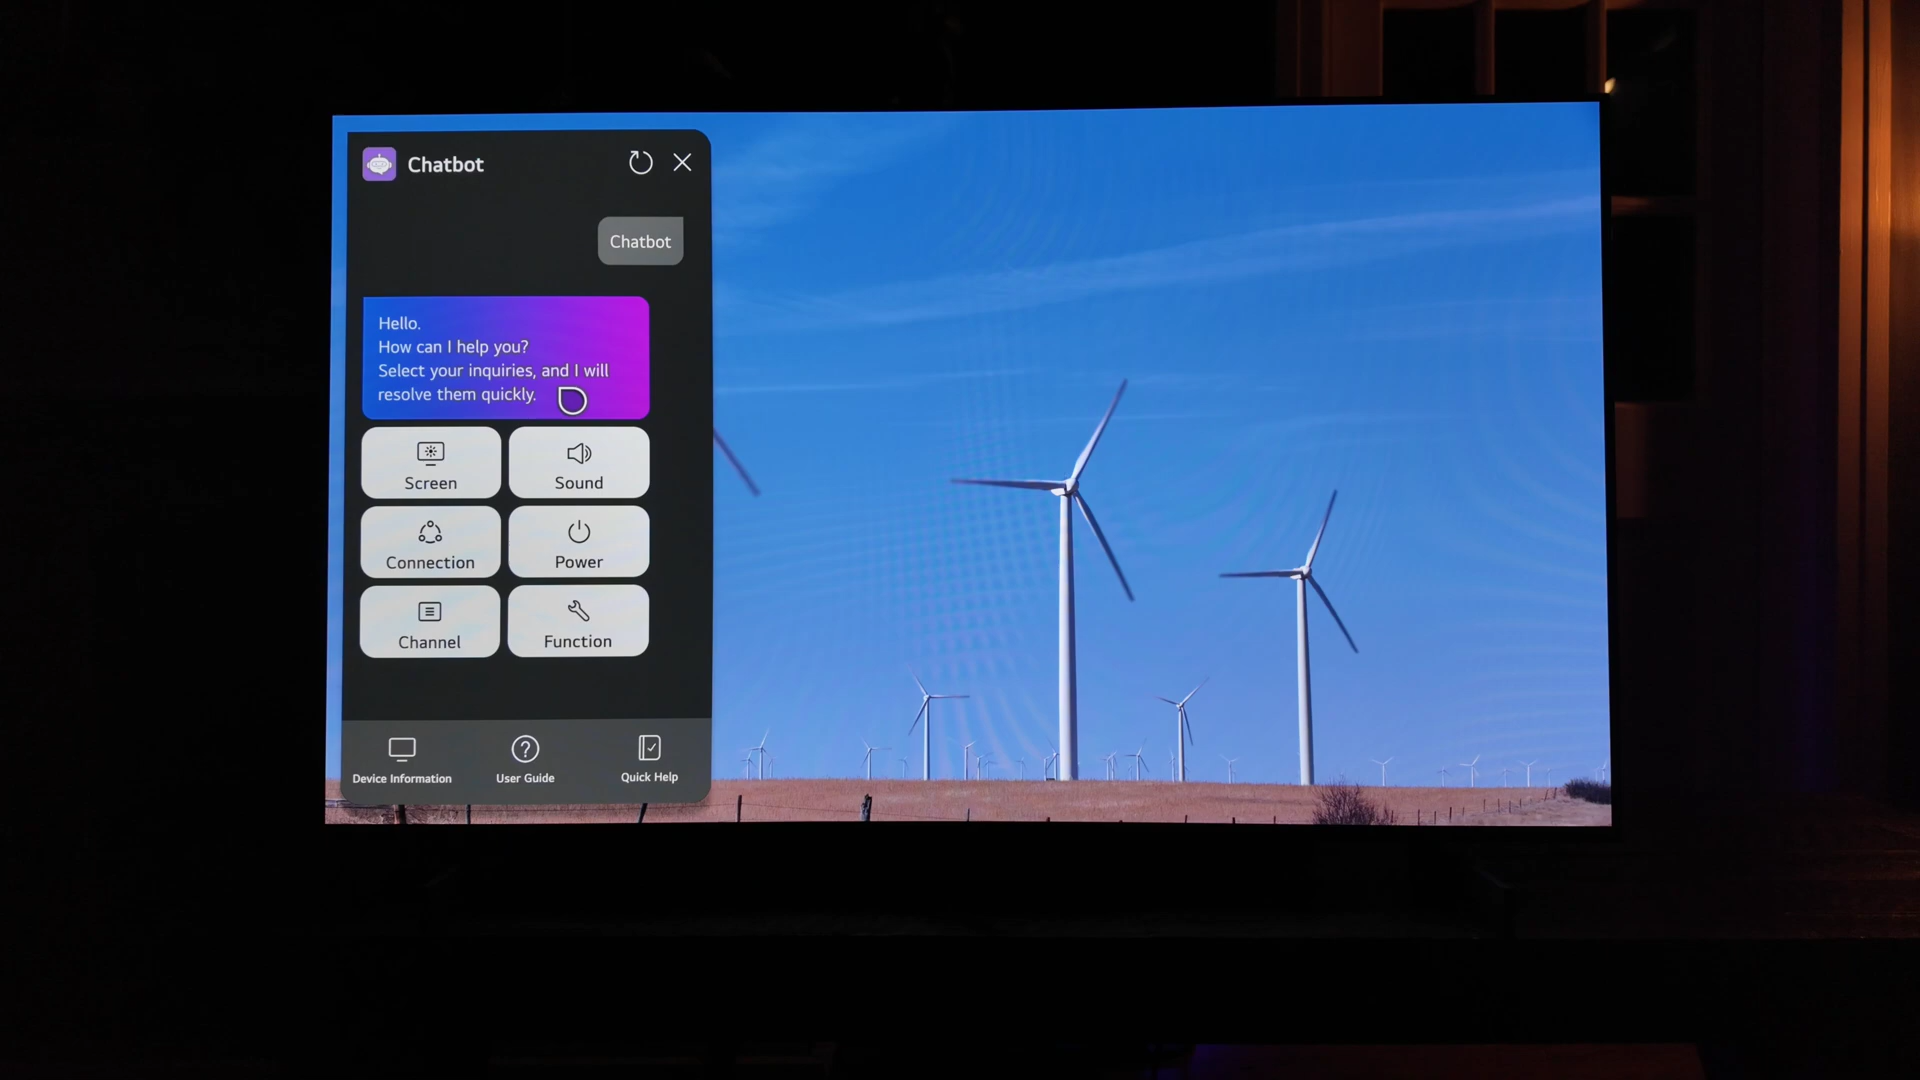 Chatbot
Chatbot
Hello.
How can I help you?
Select your inquiries, and I will
resolve them quickly.
Screen
Sound
Connection
Power
Channel
Function
Device Information
User Guide
Quick Help